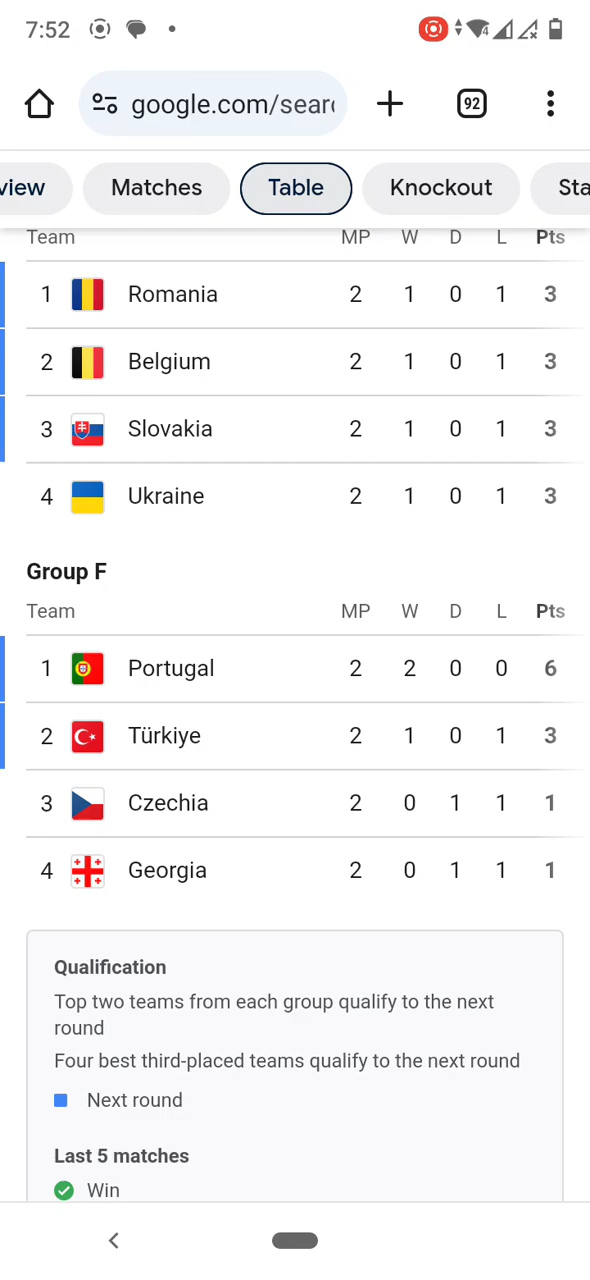 7:52
4
google.com/sear
92
view Matches Table Knockout Sta
Team MP W D L Pts
1 Romania 2 1 0 1 3
2 Belgium 2 1 0 1 3
3 Slovakia 2 1 0 1 3
4 Ukraine 2 1 0 1 3
Group F
Team MP W D L Pts
1 Portugal 2 2 0 0 6
2 Türkiye 2 1 0 1 3
3 Czechia 2 0 1 1 1
4 Georgia 2 0 1 1 1
Qualification
Top two teams from each group qualify to the next
round
Four best third-placed teams qualify to the next round
Next round
Last 5 matches
Win